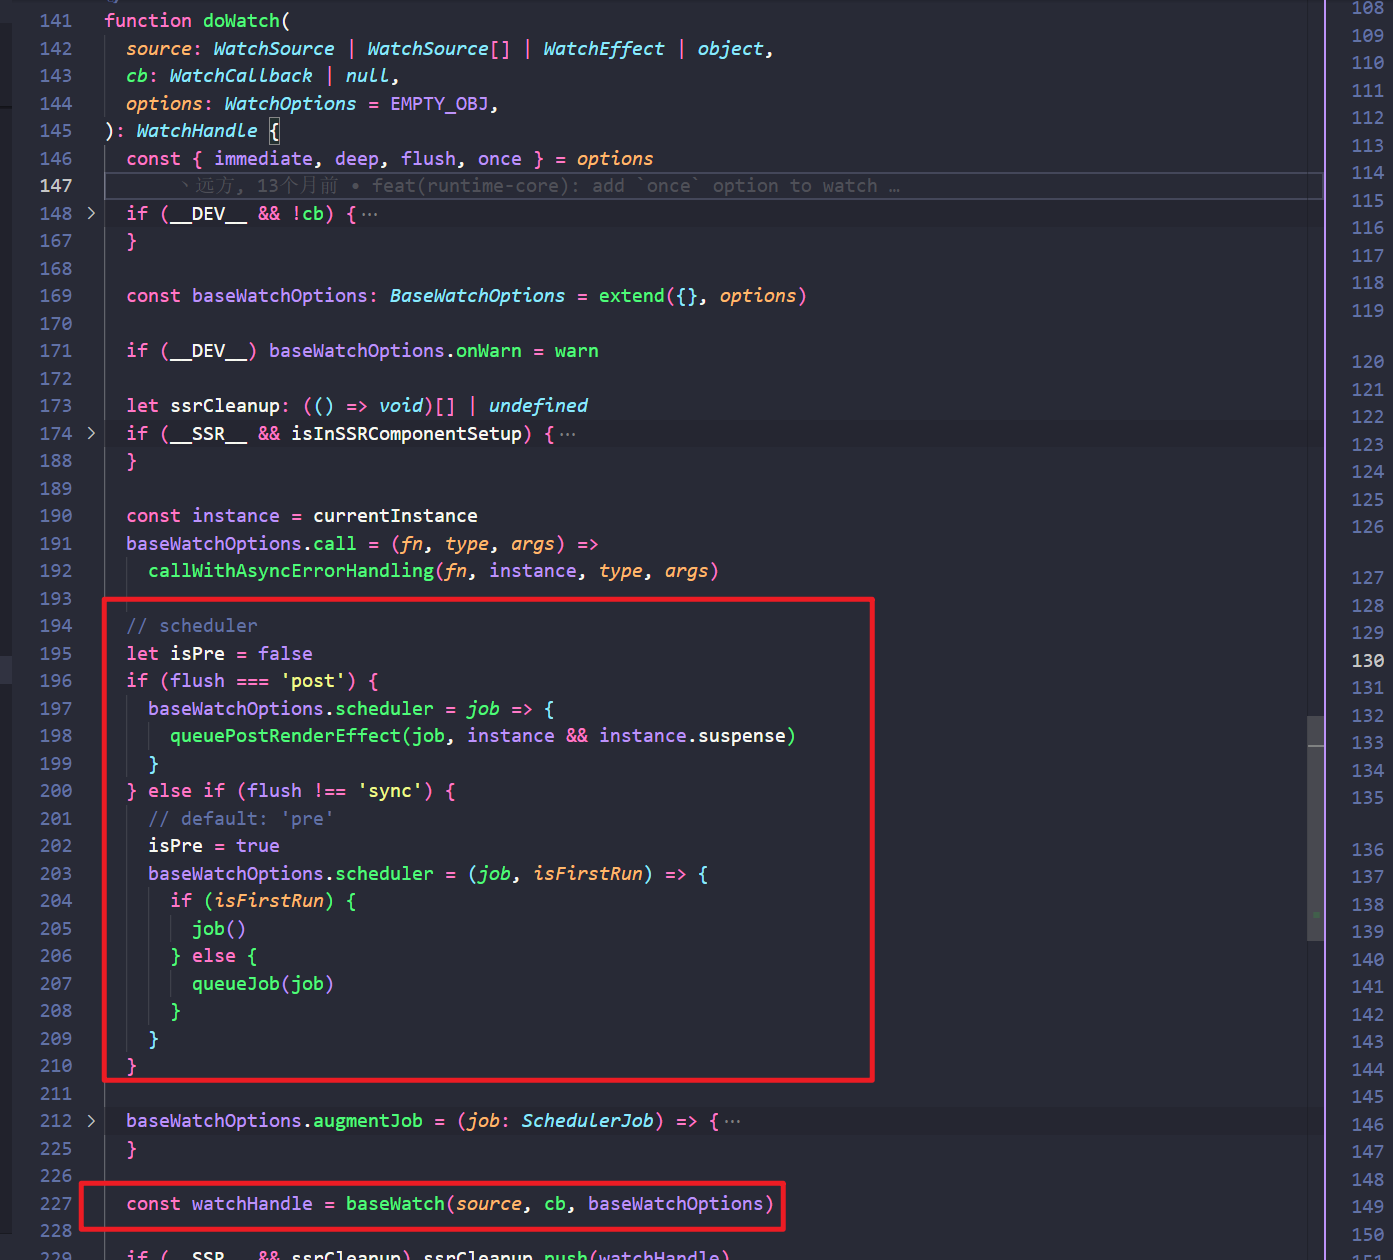 141 function doWatch(
142 source: WatchSource | WatchSource[] | WatchEffect | object,
143 cb: WatchCallback | null,
144 options: WatchOptions = EMPTY_OBJ,
145 ): WatchHandle {
146 const { immediate, deep, flush, once } = options
147 丶远方, 13个月前 • feat(runtime-core): add `once` option to watch …
148 if (__DEV__ && !cb) {…
167 }
168
169 const baseWatchOptions: BaseWatchOptions = extend({}, options)
170
171 if (__DEV__) baseWatchOptions.onWarn = warn
172
173 let ssrCleanup: (() => void)[] | undefined
174 if (__SSR__ && isInSSRComponentSetup) {…
188 }
189
190 const instance = currentInstance
191 baseWatchOptions.call = (fn, type, args) =>
192 callWithAsyncErrorHandling(fn, instance, type, args)
193
194 // scheduler
195 let isPre = false
196 if (flush === 'post') {
197 baseWatchOptions.scheduler = job => {
198 queuePostRenderEffect(job, instance && instance.suspense)
199 }
200 } else if (flush !== 'sync') {
201 // default: 'pre'
202 isPre = true
203 baseWatchOptions.scheduler = (job, isFirstRun) => {
204 if (isFirstRun) {
205 job()
206 } else {
207 queueJob(job)
208 }
209 }
210 }
211
212 baseWatchOptions.augmentJob = (job: SchedulerJob) => {…
225 }
226
227 const watchHandle = baseWatch(source, cb, baseWatchOptions)
228
229 if (__SSR__ && ssrCleanup) ssrCleanup.push(watchHandle)
108
109
110
111
112
113
114
115
116
117
118
119
120
121
122
123
124
125
126
127
128
129
130
131
132
133
134
135
136
137
138
139
140
141
142
143
144
145
146
147
148
149
150